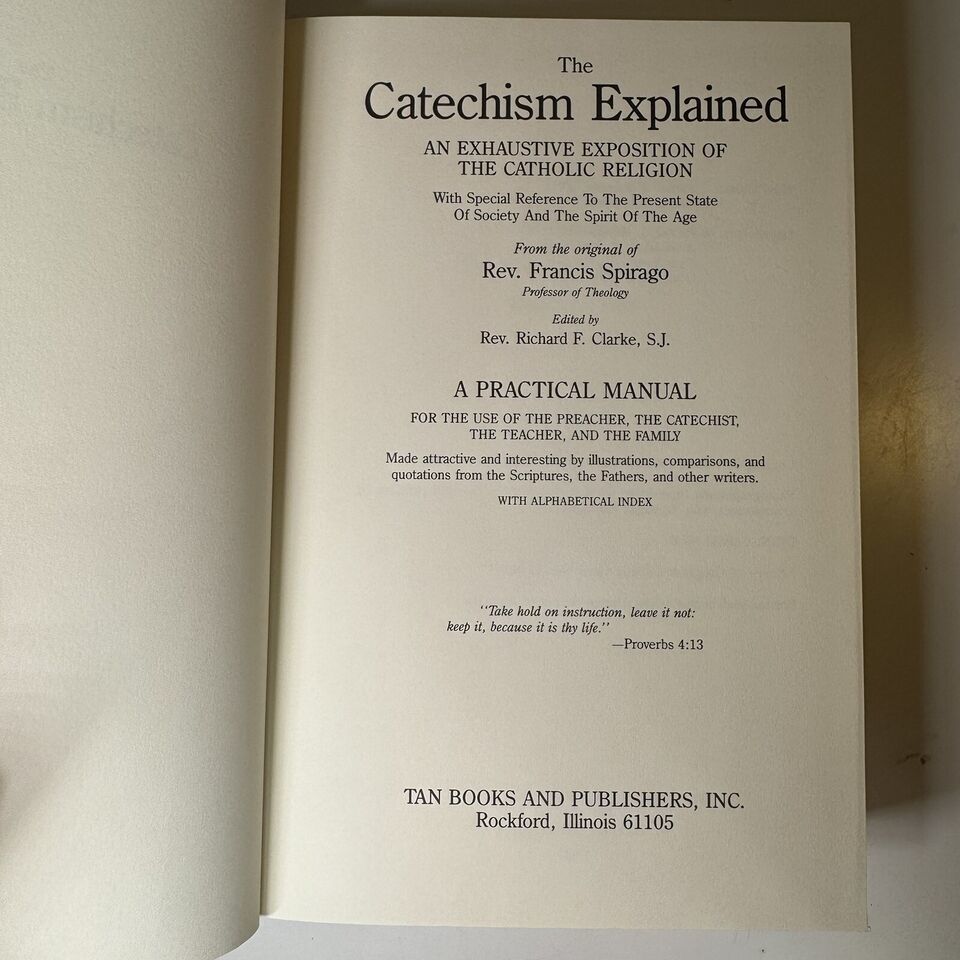 The
Catechism Explained
AN EXHAUSTIVE EXPOSITION OF
THE CATHOLIC RELIGION
With Special Reference To The Present State
Of Society And The Spirit Of The Age
From the original of
Rev. Francis Spirago
Professor of Theology
Edited by
Rev. Richard F. Clarke, S.J.
A PRACTICAL MANUAL
FOR THE USE OF THE PREACHER, THE CATECHIST,
THE TEACHER, AND THE FAMILY
Made attractive and interesting by illustrations, comparisons, and
quotations from the Scriptures, the Fathers, and other writers.
WITH ALPHABETICAL INDEX
"Take hold on instruction, leave it not:
keep it, because it is thy life."
—Proverbs 4:13
TAN BOOKS AND PUBLISHERS, INC.
Rockford, Illinois 61105